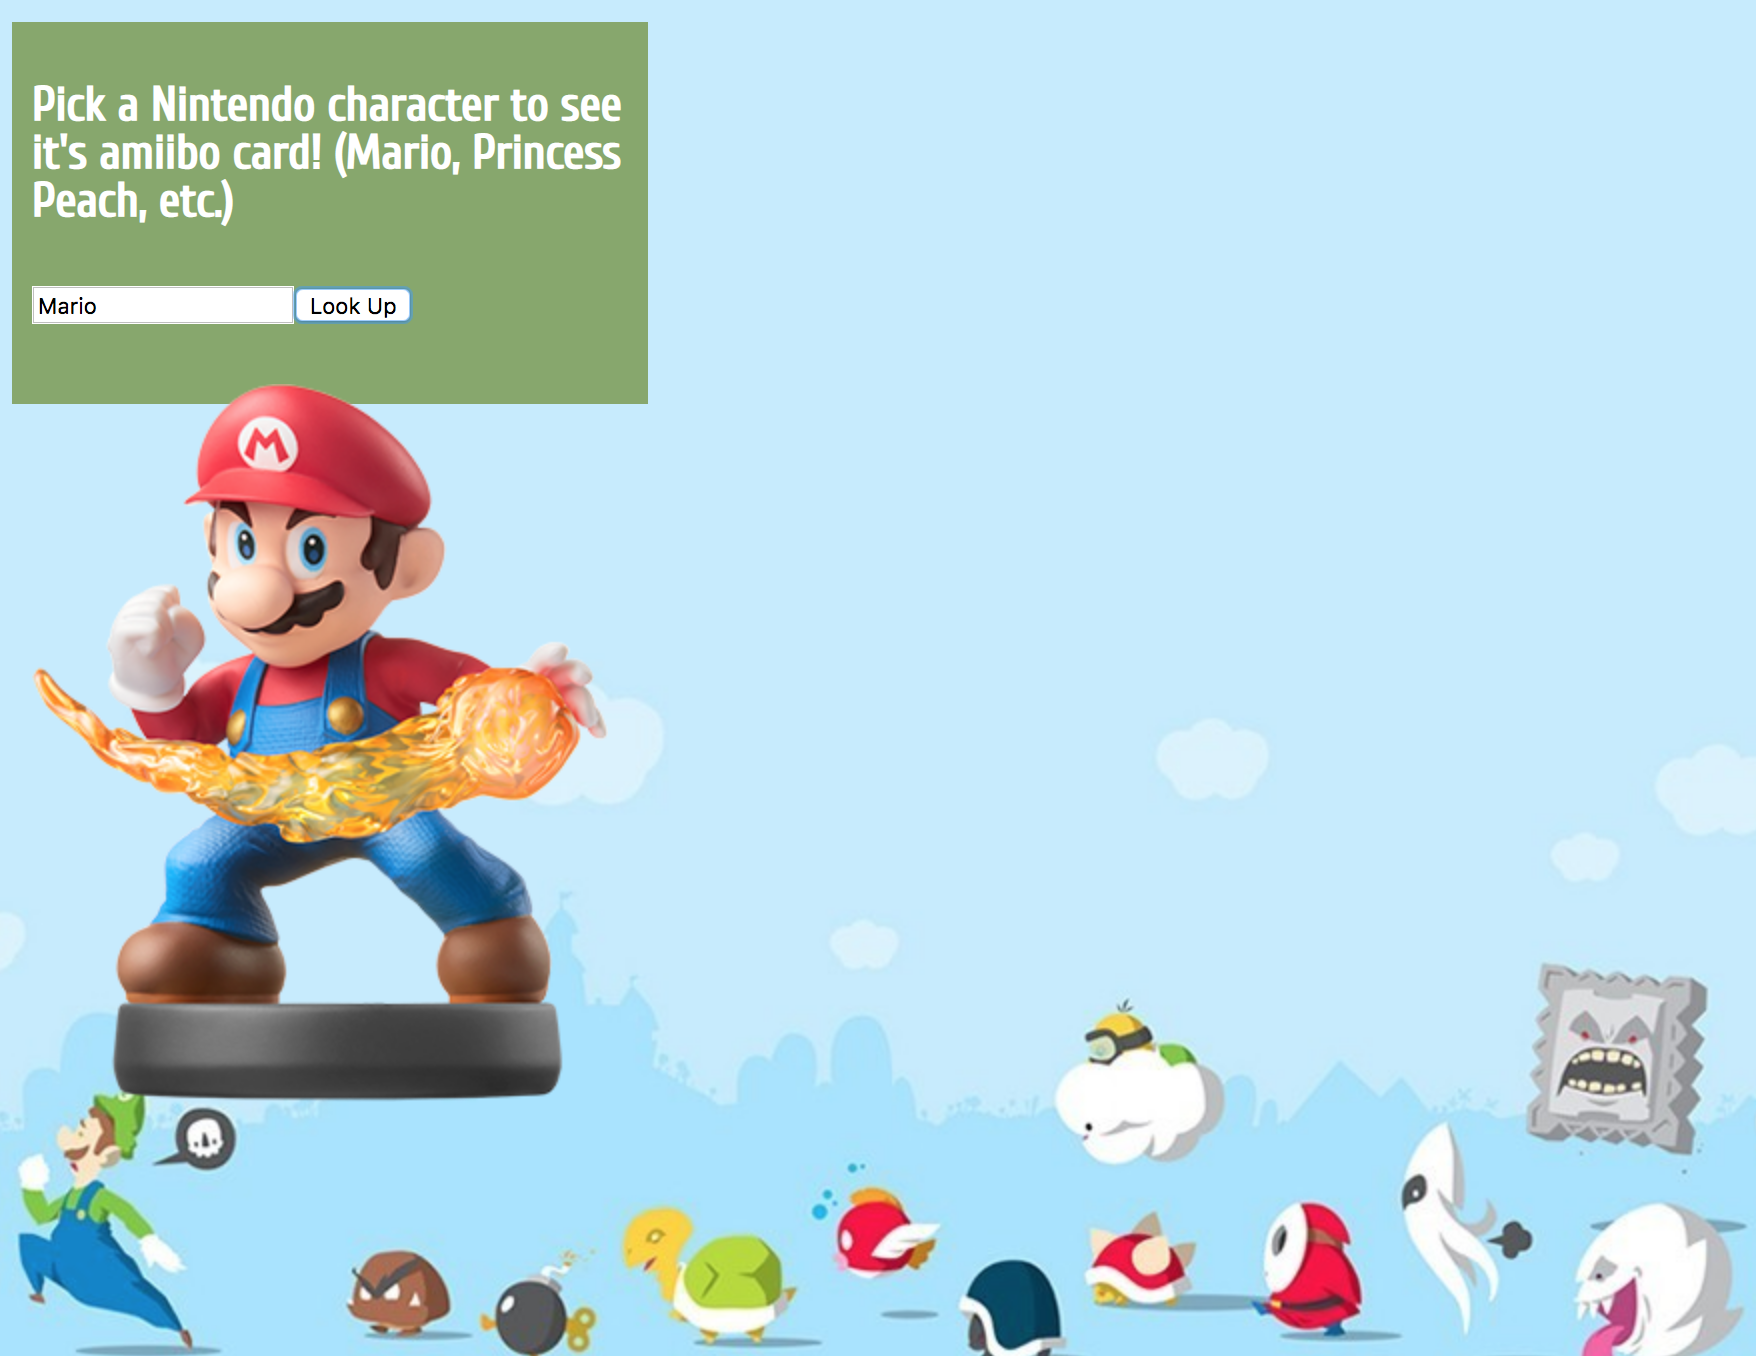 Pick a Nintendo character to see
it's amiibo card! (Mario, Princess
Peach, etc.)
Mario
Look Up
M